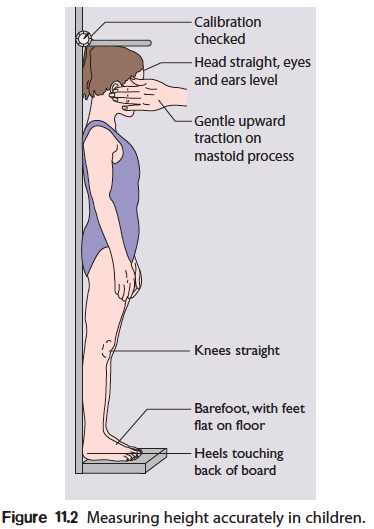 Calibration
checked
Head straight, eyes
and ears level
Gentle upward
traction on
mastoid process
Knees straight
Barefoot, with feet
flat on floor
Heels touching
back of board
Figure 11.2 Measuring height accurately in children.